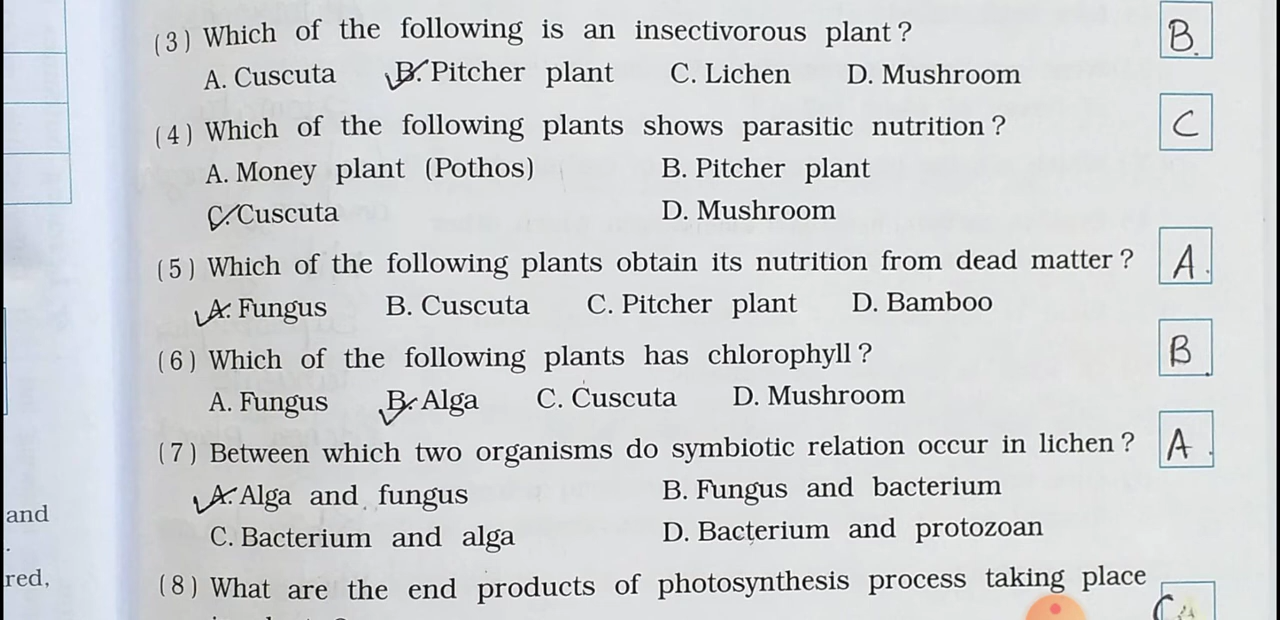 (3) Which of the following is an insectivorous plant? B.
A. Cuscuta B. Pitcher plant C. Lichen D. Mushroom
(4) Which of the following plants shows parasitic nutrition? C
A. Money plant (Pothos) B. Pitcher plant
C. Cuscuta D. Mushroom
(5) Which of the following plants obtain its nutrition from dead matter? A.
A. Fungus B. Cuscuta C. Pitcher plant D. Bamboo
(6) Which of the following plants has chlorophyll? B.
A. Fungus B. Alga C. Cuscuta D. Mushroom
(7) Between which two organisms do symbiotic relation occur in lichen? A.
A. Alga and fungus B. Fungus and bacterium
and
C. Bacterium and alga D. Bacterium and protozoan
red,
(8) What are the end products of photosynthesis process taking place